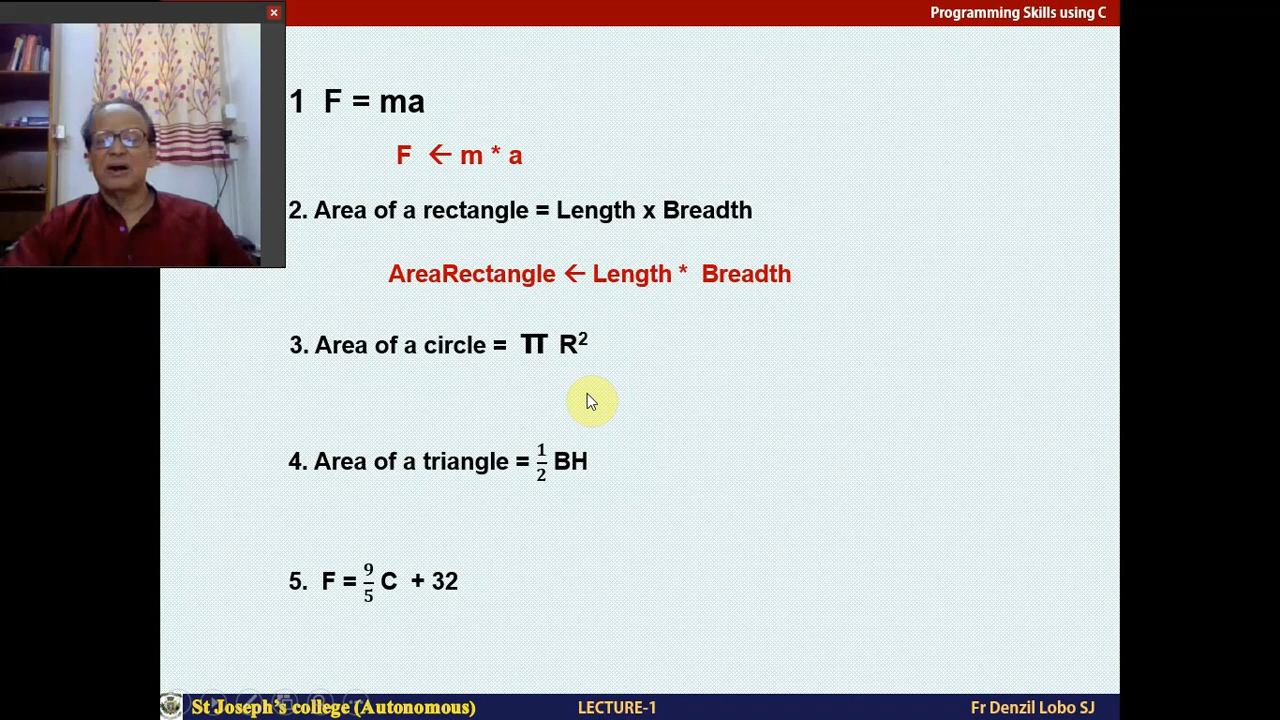 Programming Skills using C
1 F = ma
F ← m * a
2. Area of a rectangle = Length x Breadth
AreaRectangle ← Length * Breadth
3. Area of a circle = π R²
4. Area of a triangle = 1/2 BH
5. F = 9/5 C + 32
St Joseph's college (Autonomous) LECTURE-1 Fr Denzil Lobo SJ